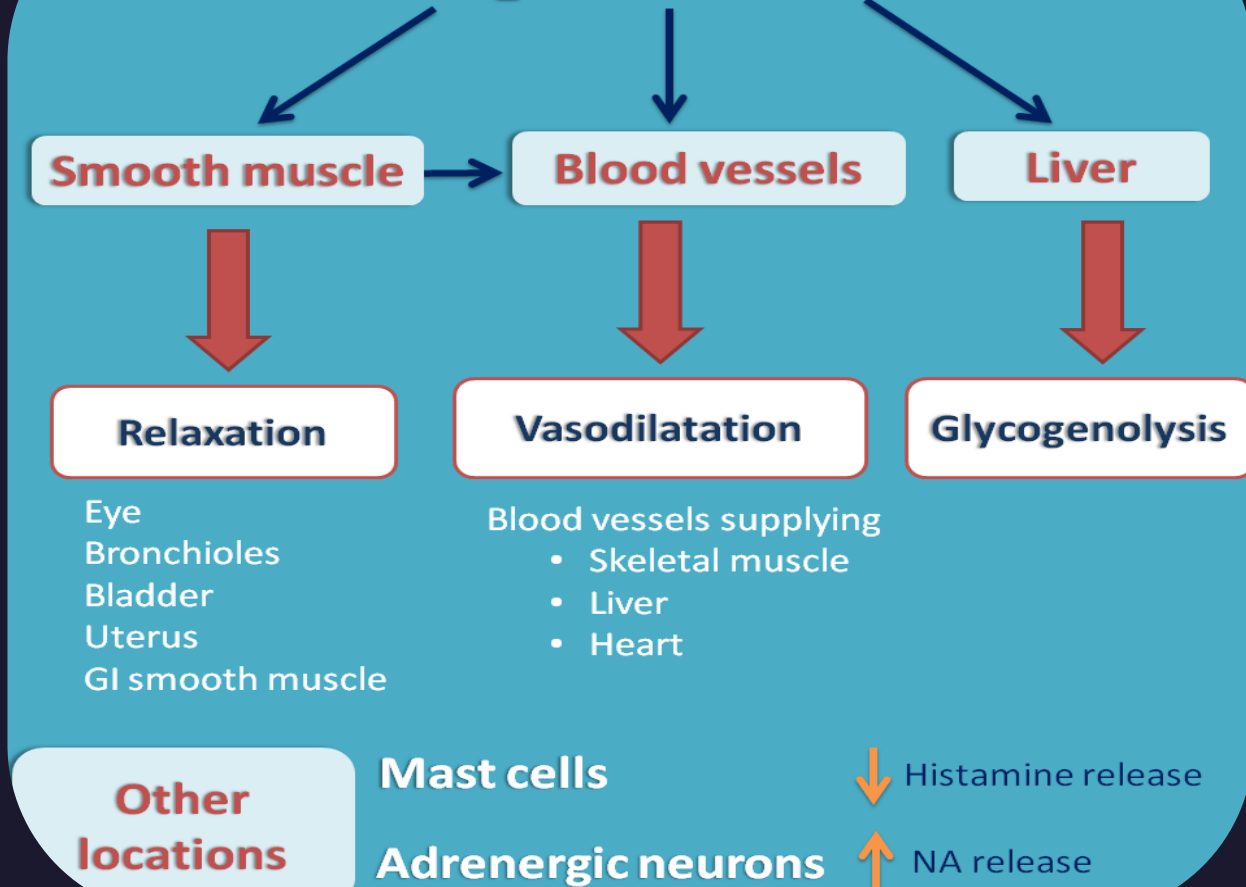 Smooth muscle
Blood vessels
Liver
Relaxation
Vasodilatation
Glycogenolysis
Eye
Bronchioles
Bladder
Uterus
GI smooth muscle
Blood vessels supplying
• Skeletal muscle
• Liver
• Heart
Other
locations
Mast cells
Histamine release
Adrenergic neurons
NA release